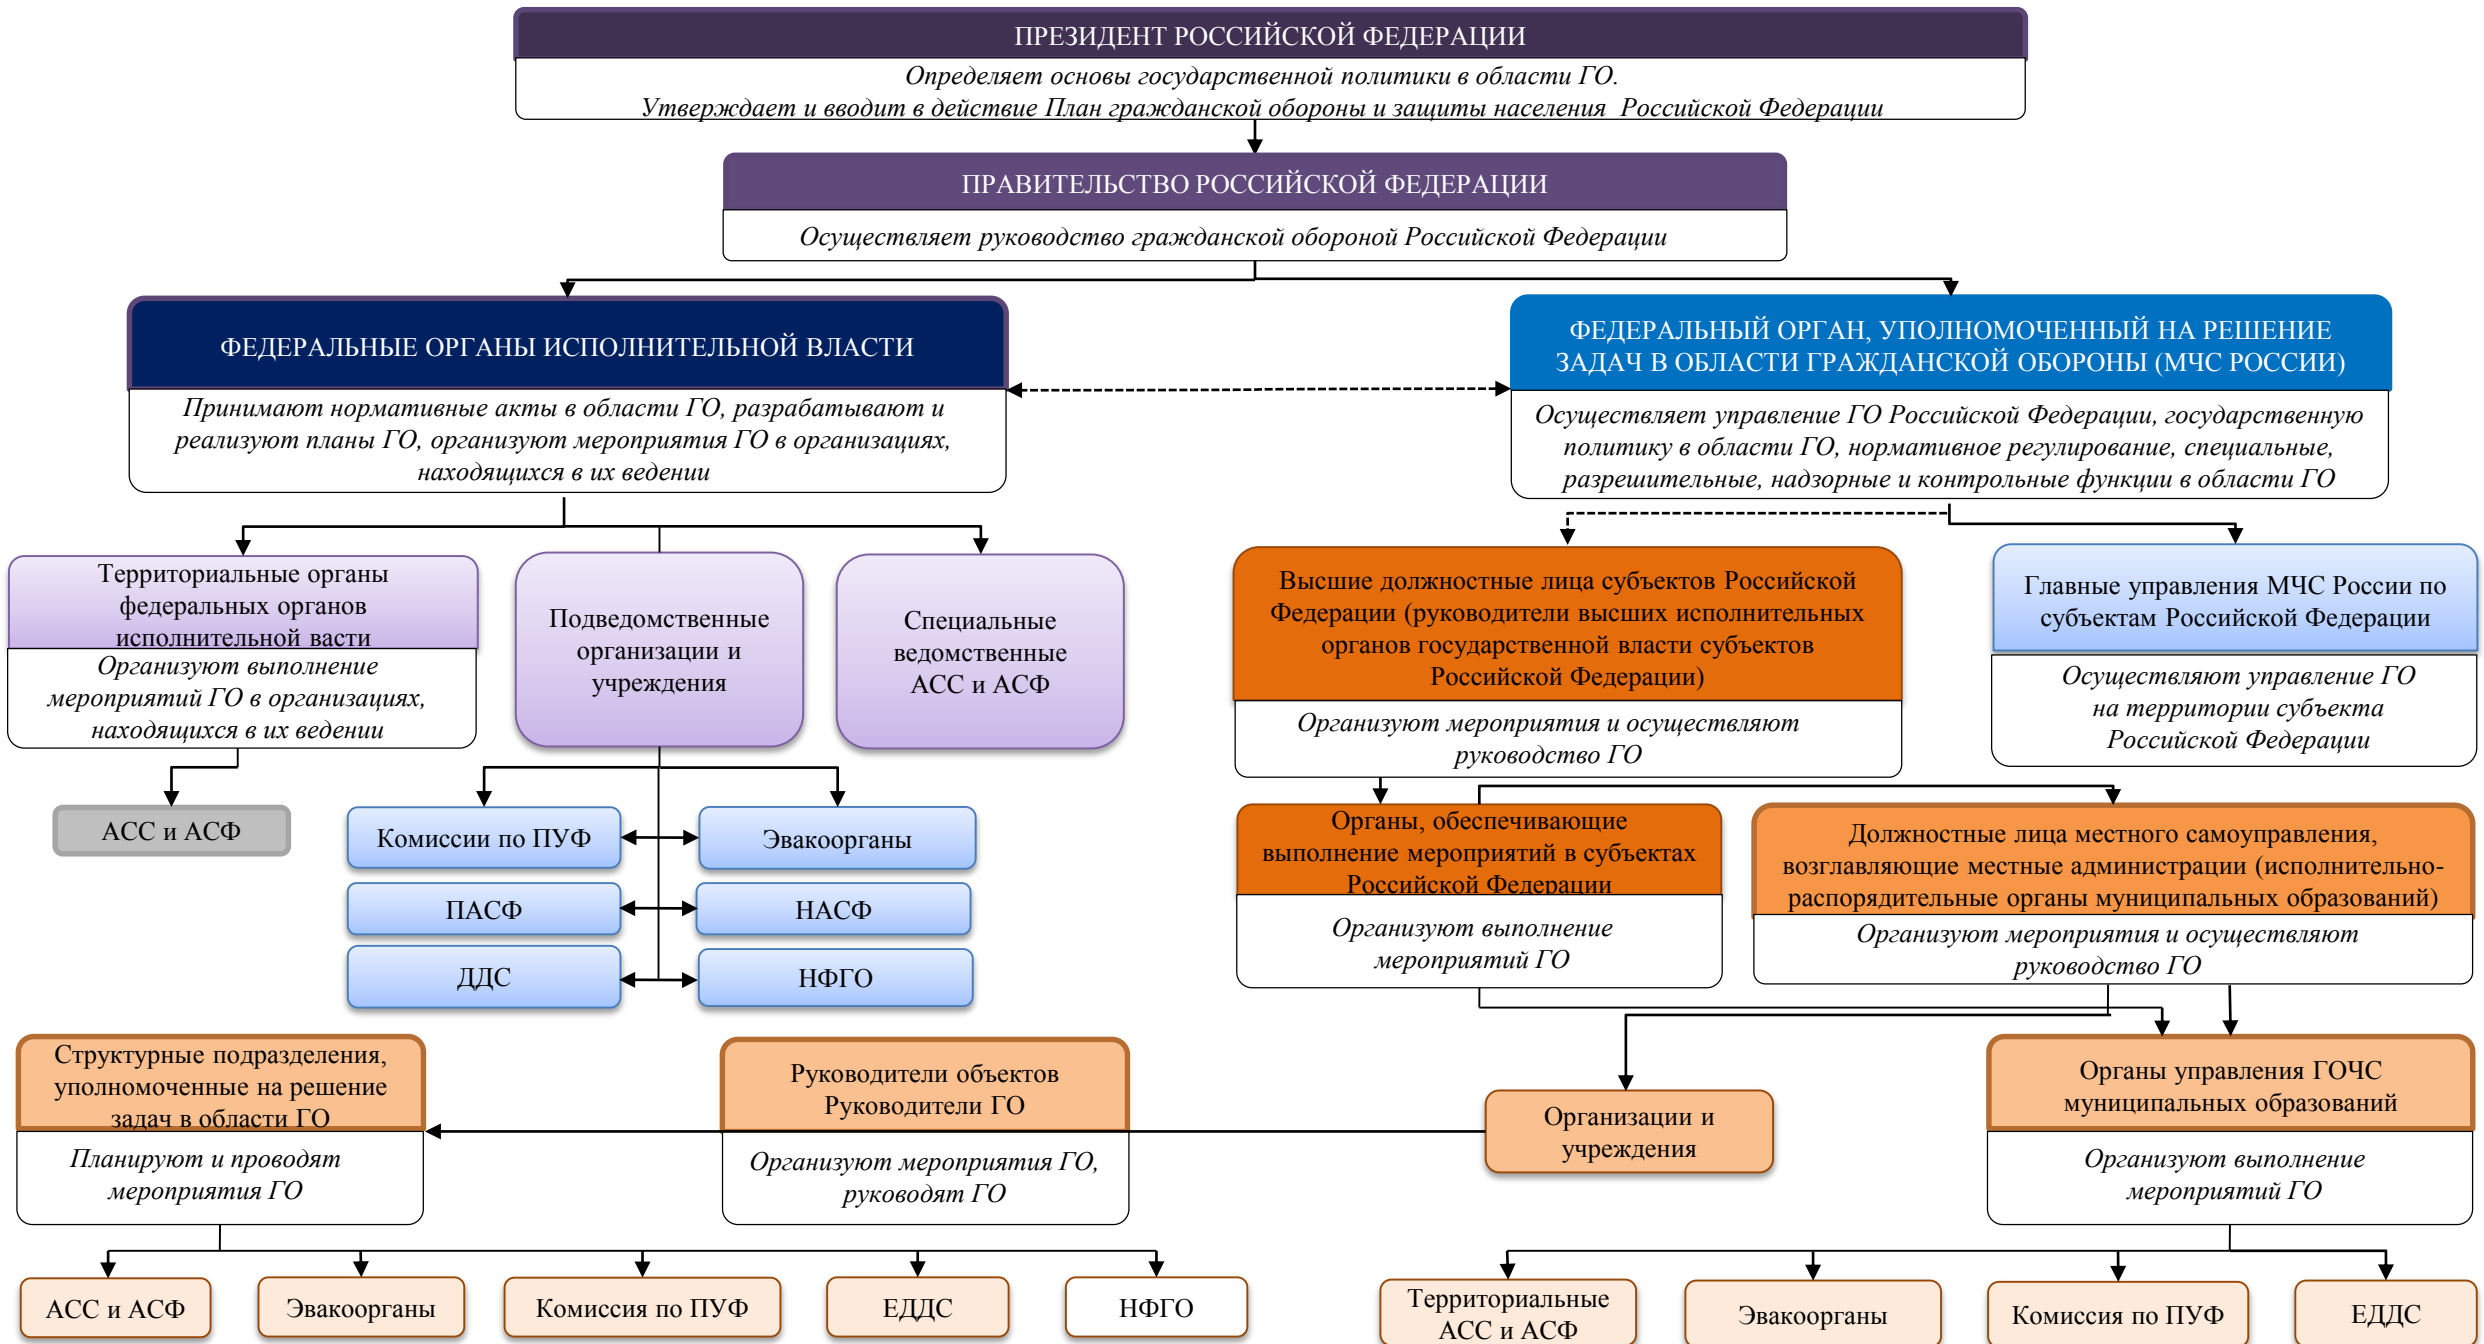 ПРЕЗИДЕНТ РОССИЙСКОЙ ФЕДЕРАЦИИ
Определяет основы государственной политики в области ГО.
Утверждает и вводит в действие План гражданской обороны и защиты населения Российской Федерации
ПРАВИТЕЛЬСТВО РОССИЙСКОЙ ФЕДЕРАЦИИ
Осуществляет руководство гражданской обороной Российской Федерации
ФЕДЕРАЛЬНЫЕ ОРГАНЫ ИСПОЛНИТЕЛЬНОЙ ВЛАСТИ
Принимают нормативные акты в области ГО, разрабатывают и
реализуют планы ГО, организуют мероприятия ГО в организациях,
находящихся в их ведении
ФЕДЕРАЛЬНЫЙ ОРГАН, УПОЛНОМОЧЕННЫЙ НА РЕШЕНИЕ
ЗАДАЧ В ОБЛАСТИ ГРАЖДАНСКОЙ ОБОРОНЫ (МЧС РОССИИ)
Осуществляет управление ГО Российской Федерации, государственную
политику в области ГО, нормативное регулирование, специальные,
разрешительные, надзорные и контрольные функции в области ГО
Территориальные органы
федеральных органов
исполнительной васти
Организуют выполнение
мероприятий ГО в организациях,
находящихся в их ведении
Подведомственные
организации и
учреждения
Специальные
ведомственные
АСС и АСФ
Высшие должностные лица субъектов Российской
Федерации (руководители высших исполнительных
органов государственной власти субъектов
Российской Федерации)
Организуют мероприятия и осуществляют
руководство ГО
Главные управления МЧС России по
субъектам Российской Федерации
Осуществляют управление ГО
на территории субъекта
Российской Федерации
АСС и АСФ
Комиссии по ПУФ
Эвакоорганы
ПАСФ
НАСФ
ДДС
НФГО
Органы, обеспечивающие
выполнение мероприятий в субъектах
Российской Федерации
Организуют выполнение
мероприятий ГО
Должностные лица местного самоуправления,
возглавляющие местные администрации (исполнительно-
распорядительные органы муниципальных образований)
Организуют мероприятия и осуществляют
руководство ГО
Структурные подразделения,
уполномоченные на решение
задач в области ГО
Планируют и проводят
мероприятия ГО
Руководители объектов
Руководители ГО
Организуют мероприятия ГО,
руководят ГО
Организации и
учреждения
Органы управления ГОЧС
муниципальных образований
Организуют выполнение
мероприятий ГО
АСС и АСФ
Эвакоорганы
Комиссия по ПУФ
ЕДДС
НФГО
Территориальные
АСС и АСФ
Эвакоорганы
Комиссия по ПУФ
ЕДДС